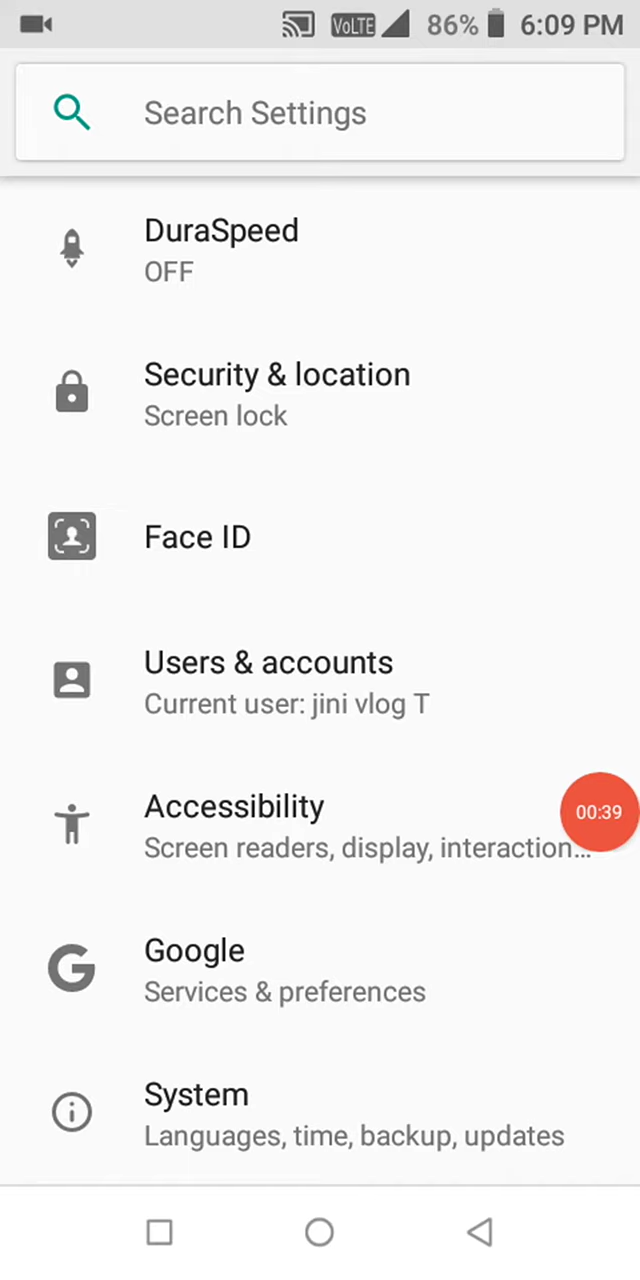 VoLTE 86% 6:09 PM
Search Settings
DuraSpeed
OFF
Security & location
Screen lock
Face ID
Users & accounts
Current user: jini vlog T
Accessibility
00:39
Screen readers, display, interaction…
Google
Services & preferences
System
Languages, time, backup, updates